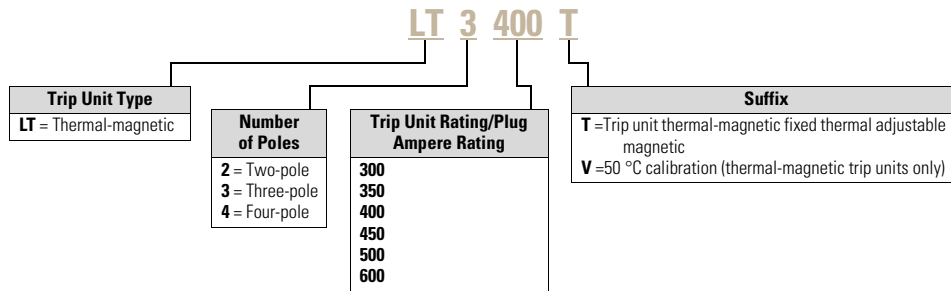 LT 3 400 T
Trip Unit Type
LT = Thermal-magnetic
Number
of Poles
2 = Two-pole
3 = Three-pole
4 = Four-pole
Trip Unit Rating/Plug
Ampere Rating
300
350
400
450
500
600
Suffix
T =Trip unit thermal-magnetic fixed thermal adjustable
magnetic
V =50 °C calibration (thermal-magnetic trip units only)